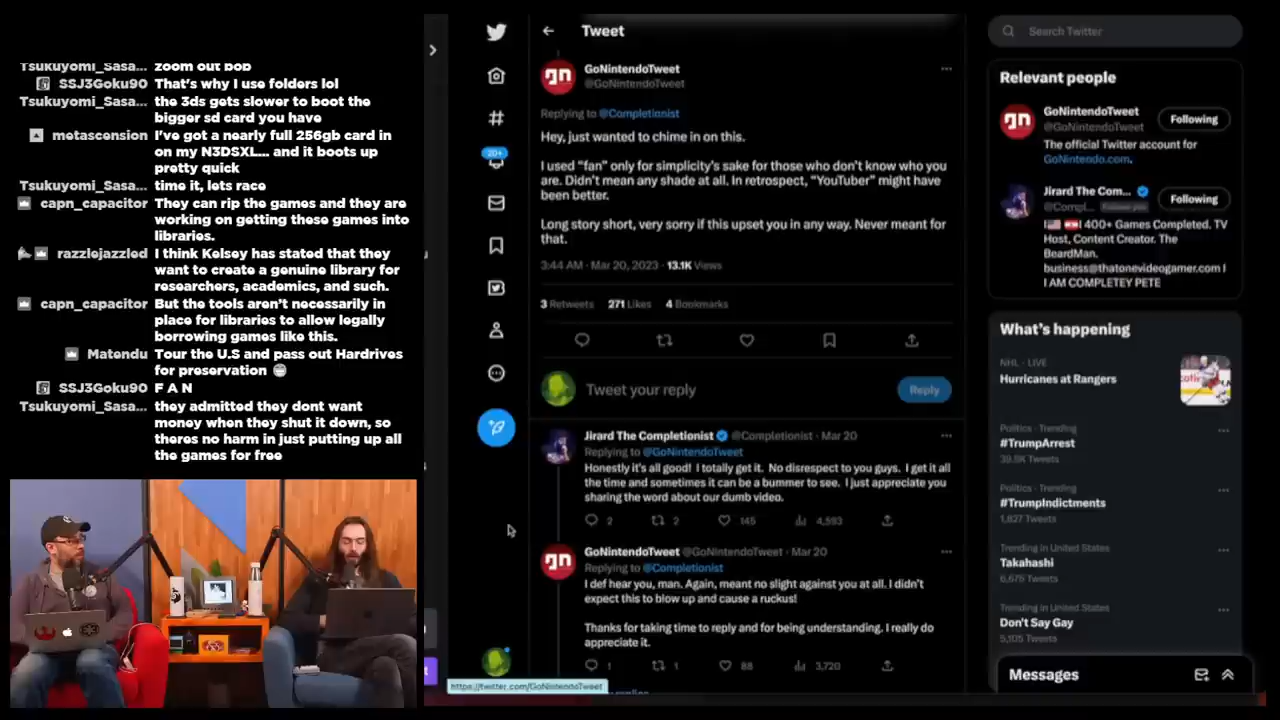 Tsukuyomi_Sasa... zoom out bob
SSJ3Goku90 That's why I use folders lol
Tsukuyomi_Sasa... the 3ds gets slower to boot the
bigger sd card you have
metascension I've got a nearly full 256gb card in
on my N3DSXL... and it boots up
pretty quick
Tsukuyomi_Sasa... time it, lets race
capn_capacitor They can rip the games and they are
working on getting these games into
libraries.
razzlejazzled I think Kelsey has stated that they
want to create a genuine library for
researchers, academics, and such.
capn_capacitor But the tools aren't necessarily in
place for libraries to allow legally
borrowing games like this.
Matendu Tour the U.S and pass out Hardrives
for preservation
SSJ3Goku90 F A N
Tsukuyomi_Sasa... they admitted they dont want
money when they shut it down, so
theres no harm in just putting up all
the games for free
20+
Tweet
GoNintendoTweet
@GoNintendoTweet
Replying to @Completionist
Hey, just wanted to chime in on this.
I used "fan" only for simplicity's sake for those who don't know who you
are. Didn't mean any shade at all. In retrospect, "YouTuber" might have
been better.
Long story short, very sorry if this upset you in any way. Never meant for
that.
3:44 AM · Mar 20, 2023 · 13.1K Views
3 Retweets 271 Likes 4 Bookmarks
Tweet your reply
Reply
Jirard The Completionist @Completionist · Mar 20
Replying to @GoNintendoTweet
Honestly it's all good! I totally get it. No disrespect to you guys. I get it all
the time and sometimes it can be a bummer to see. I just appreciate you
sharing the word about our dumb video.
2 2 145 4,593
GoNintendoTweet @GoNintendoTweet · Mar 20
Replying to @Completionist
I def hear you, man. Again, meant no slight against you at all. I didn't
expect this to blow up and cause a ruckus!
Thanks for taking time to reply and for being understanding. I really do
appreciate it.
1 1 88 3,720
https://twitter.com/GoNintendoTweet
Search Twitter
Relevant people
GoNintendoTweet
@GoNintendoTweet
Following
The official Twitter account for
GoNintendo.com.
Jirard The Com...
@Compl... Follows you
Following
400+ Games Completed. TV
Host, Content Creator. The
BeardMan.
business@thatonevideogamer.com I
I AM COMPLETEY PETE
What's happening
NHL · LIVE
Hurricanes at Rangers
Politics · Trending
#TrumpArrest
39.9K Tweets
Politics · Trending
#TrumpIndictments
1,627 Tweets
Trending in United States
Takahashi
6,675 Tweets
Trending in United States
Don't Say Gay
5,105 Tweets
Messages